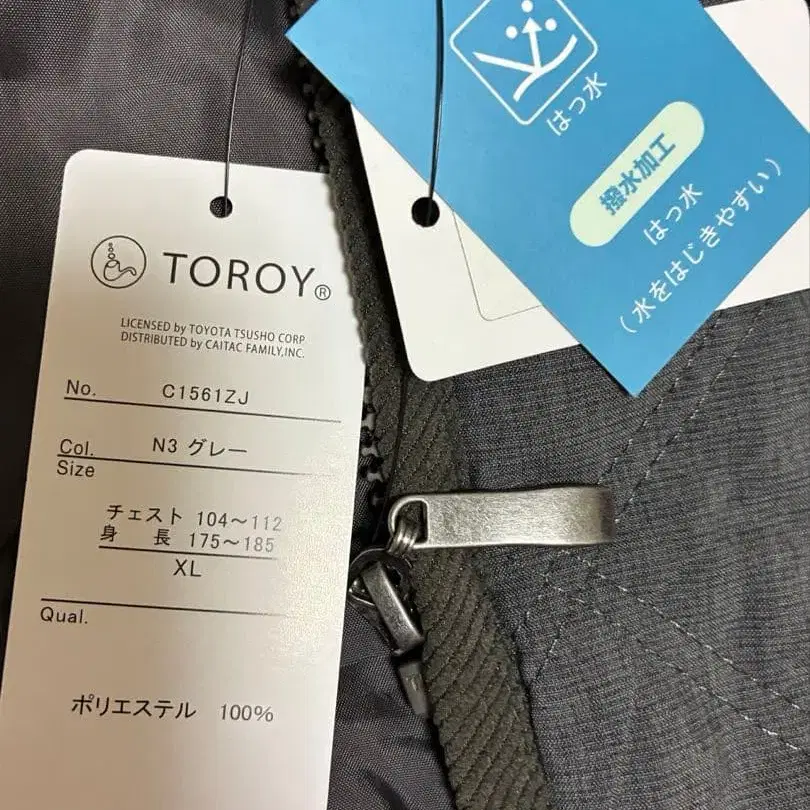 TOROY®
LICENSED by TOYOTA TSUSHO CORP.
DISTRIBUTED by CAITAC FAMILY,INC.
No. C1561ZJ
Col. N3 グレー
Size
チェスト 104～112
身 長 175～185
XL
Qual.
ポリエステル 100%
はっ水
撥水加工
はっ水
(水をはじきやすい)